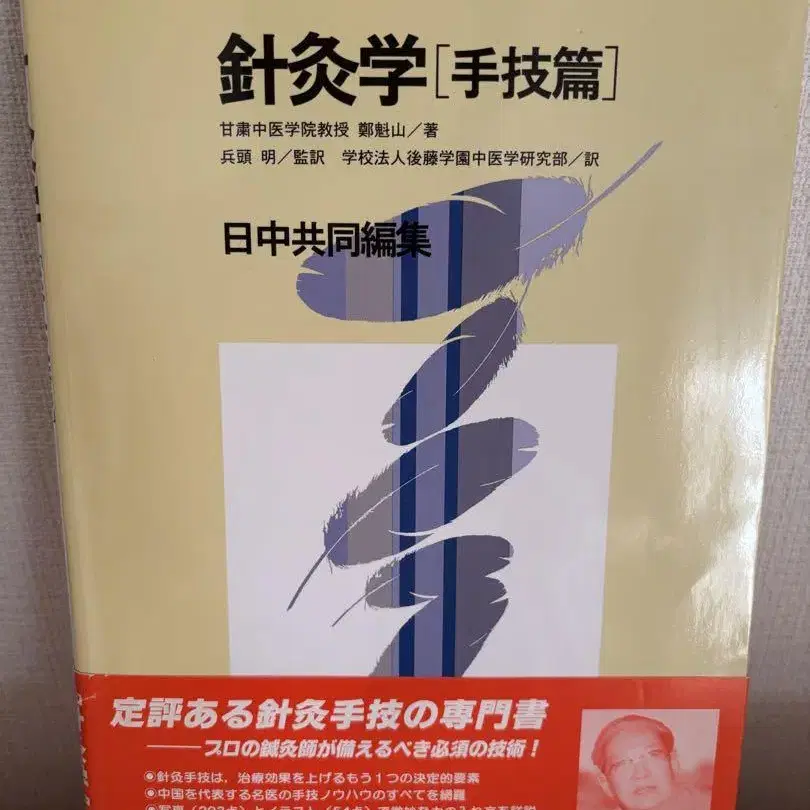 針灸学[手技篇]
甘粛中医学院教授 鄭魁山／著
兵頭 明／監訳 学校法人後藤学園中医学研究部／訳
日中共同編集
定評ある針灸手技の専門書
――プロの鍼灸師が備えるべき必須の技術！
●針灸手技は，治療効果を上げるもう1つの決定的要素
●中国を代表する名医の手技ノウハウのすべてを網羅